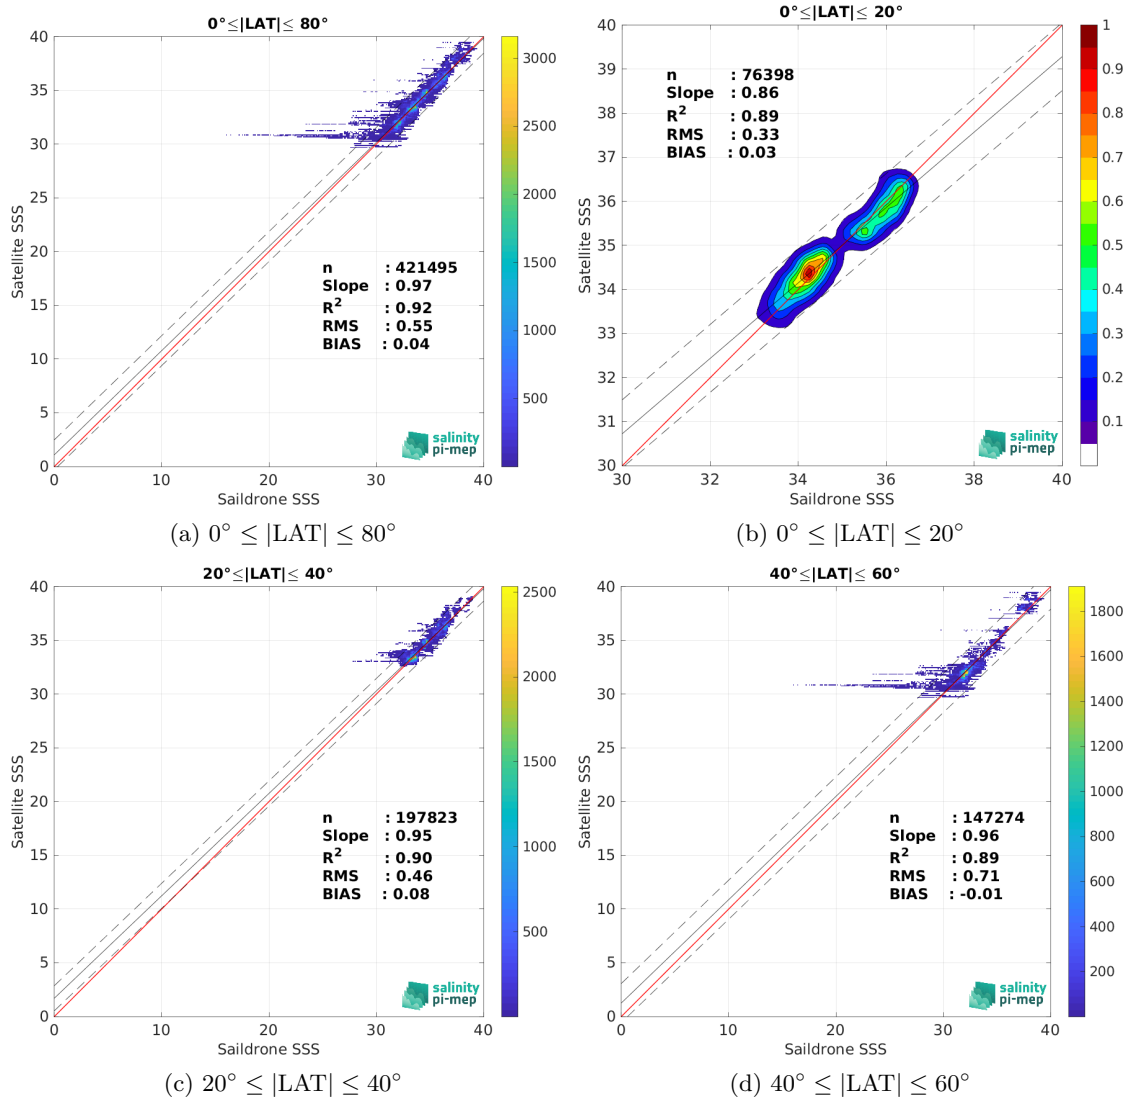 0°≤|LAT|≤ 80°
40
35
30
25
20
15
10
5
0
Satellite SSS
n : 421495
Slope : 0.97
R² : 0.92
RMS : 0.55
BIAS : 0.04
salinity
pi-mep
0 10 20 30 40
Saildrone SSS
3000
2500
2000
1500
1000
500
(a) 0° ≤ |LAT| ≤ 80°
0°≤|LAT|≤ 20°
40
39
38
37
36
35
34
33
32
31
30
Satellite SSS
n : 76398
Slope : 0.86
R² : 0.89
RMS : 0.33
BIAS : 0.03
salinity
pi-mep
30 32 34 36 38 40
Saildrone SSS
1
0.9
0.8
0.7
0.6
0.5
0.4
0.3
0.2
0.1
(b) 0° ≤ |LAT| ≤ 20°
20°≤|LAT|≤ 40°
40
35
30
25
20
15
10
5
0
Satellite SSS
n : 197823
Slope : 0.95
R² : 0.90
RMS : 0.46
BIAS : 0.08
salinity
pi-mep
0 10 20 30 40
Saildrone SSS
2500
2000
1500
1000
500
(c) 20° ≤ |LAT| ≤ 40°
40°≤|LAT|≤ 60°
40
35
30
25
20
15
10
5
0
Satellite SSS
n : 147274
Slope : 0.96
R² : 0.89
RMS : 0.71
BIAS : -0.01
salinity
pi-mep
0 10 20 30 40
Saildrone SSS
1800
1600
1400
1200
1000
800
600
400
200
(d) 40° ≤ |LAT| ≤ 60°